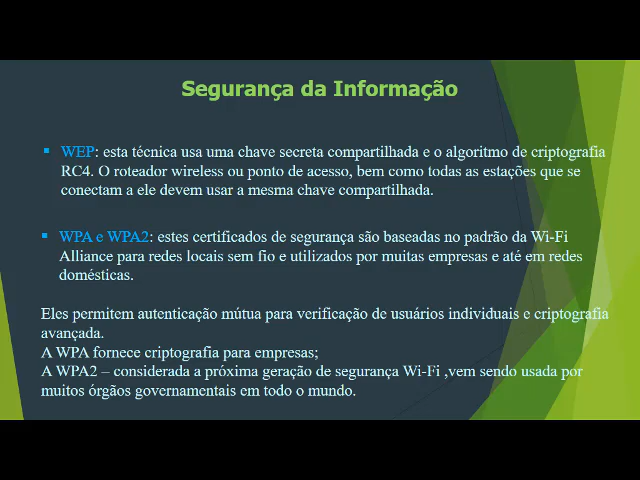 Segurança da Informação
▪ WEP: esta técnica usa uma chave secreta compartilhada e o algoritmo de criptografia
RC4. O roteador wireless ou ponto de acesso, bem como todas as estações que se
conectam a ele devem usar a mesma chave compartilhada.
▪ WPA e WPA2: estes certificados de segurança são baseadas no padrão da Wi-Fi
Alliance para redes locais sem fio e utilizados por muitas empresas e até em redes
domésticas.
Eles permitem autenticação mútua para verificação de usuários individuais e criptografia
avançada.
A WPA fornece criptografia para empresas;
A WPA2 – considerada a próxima geração de segurança Wi-Fi ,vem sendo usada por
muitos órgãos governamentais em todo o mundo.